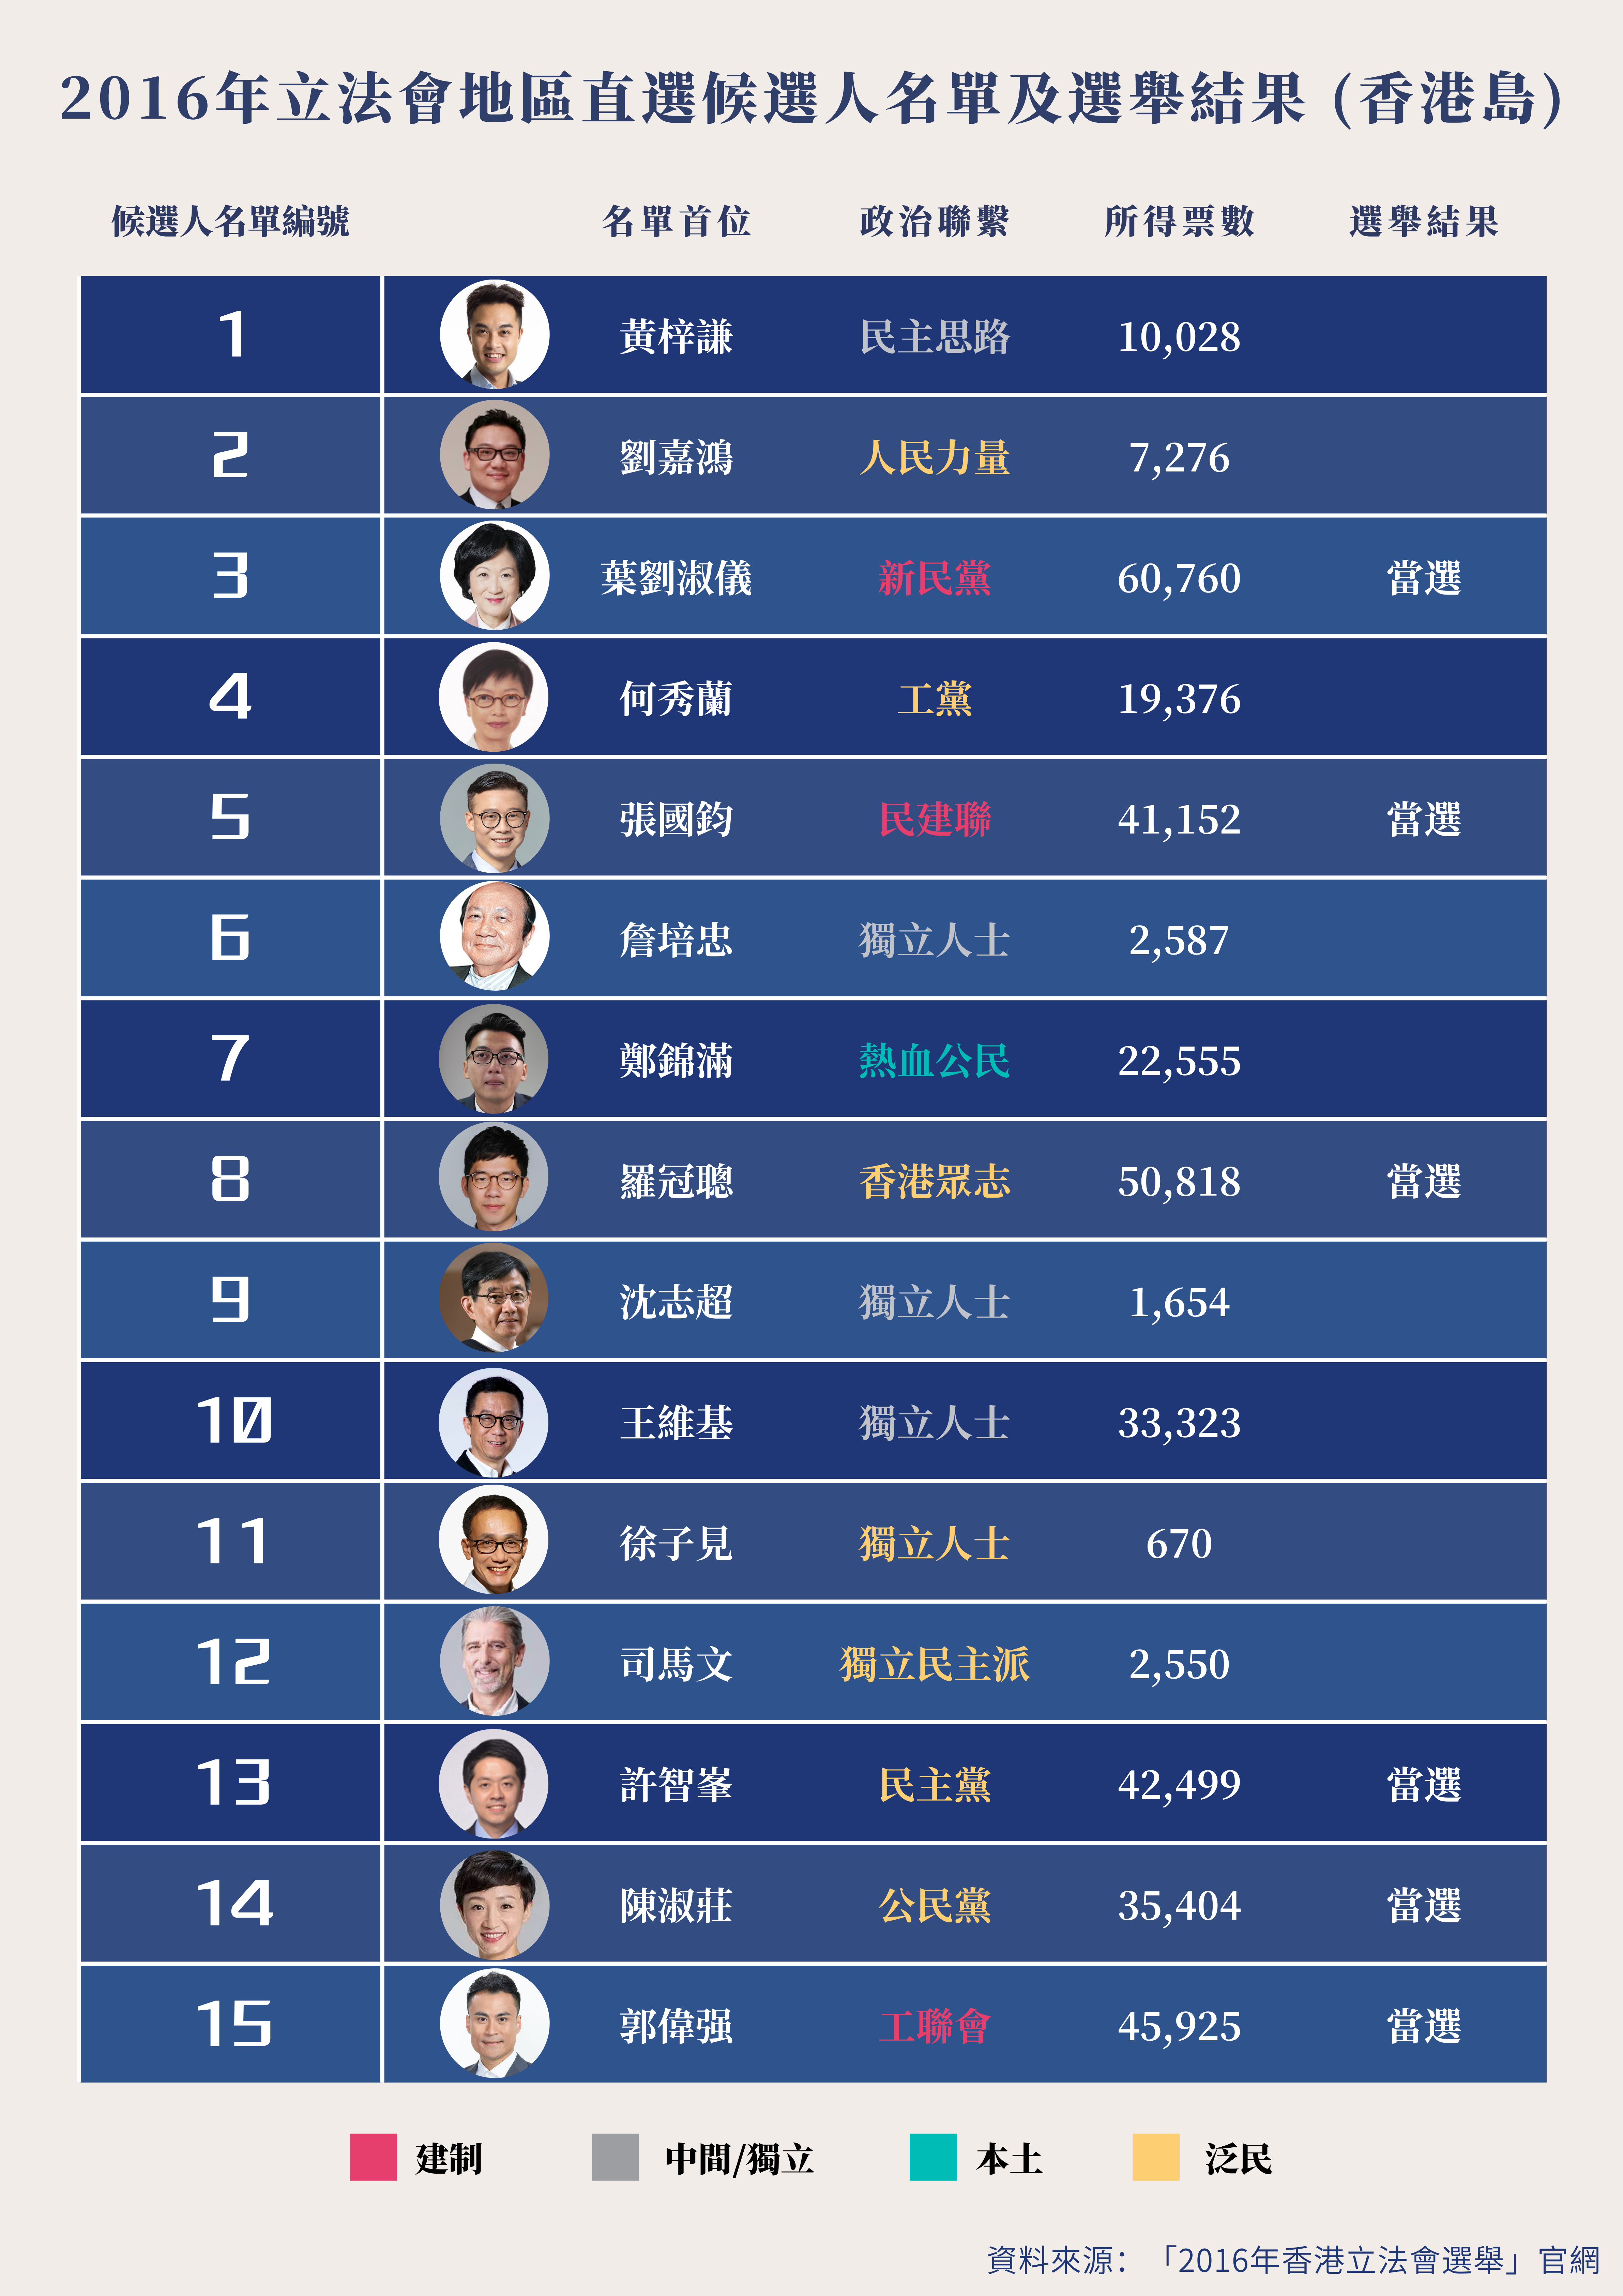 2016年立法會地區直選候選人名單及選舉結果 (香港島)
候選人名單編號 名單首位 政治聯繫 所得票數 選舉結果
1 黃梓謙 民主思路 10,028
2 劉嘉鴻 人民力量 7,276
3 葉劉淑儀 新民黨 60,760 當選
4 何秀蘭 工黨 19,376
5 張國鈞 民建聯 41,152 當選
6 詹培忠 獨立人士 2,587
7 鄭錦滿 熱血公民 22,555
8 羅冠聰 香港眾志 50,818 當選
9 沈志超 獨立人士 1,654
10 王維基 獨立人士 33,323
11 徐子見 獨立人士 670
12 司馬文 獨立民主派 2,550
13 許智峯 民主黨 42,499 當選
14 陳淑莊 公民黨 35,404 當選
15 郭偉强 工聯會 45,925 當選
建制 中間/獨立 本土 泛民
資料來源：「2016年香港立法會選舉」官網